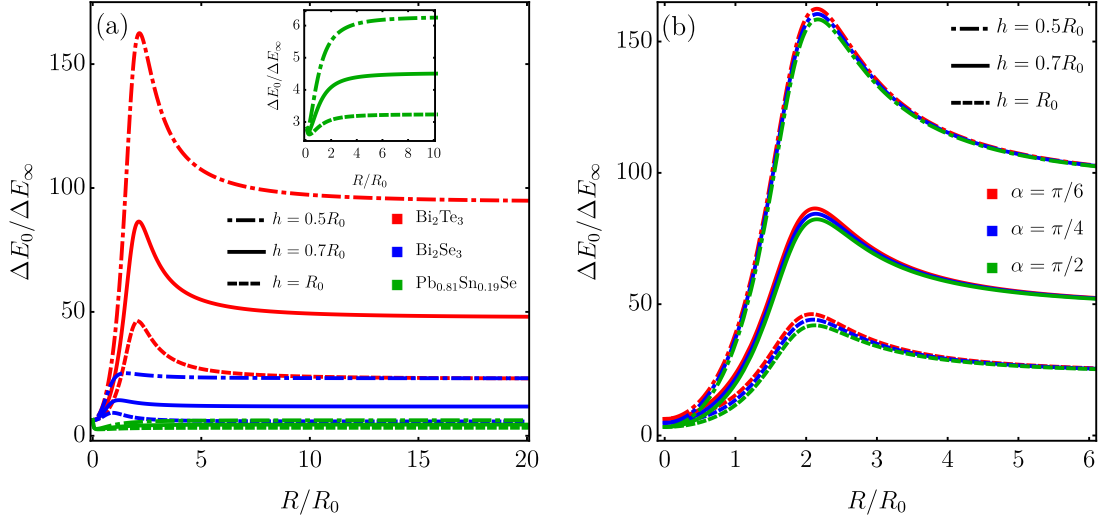 (a)
ΔE₀/ΔE∞
150
100
50
0
0 5 10 15 20
R/R₀
h = 0.5R₀
h = 0.7R₀
h = R₀
Bi₂Te₃
Bi₂Se₃
Pb₀.₈₁Sn₀.₁₉Se
ΔE₀/ΔE∞
6
5
4
3
0 2 4 6 8 10
R/R₀
(b)
ΔE₀/ΔE∞
150
100
50
0
0 1 2 3 4 5 6
R/R₀
h = 0.5R₀
h = 0.7R₀
h = R₀
α = π/6
α = π/4
α = π/2